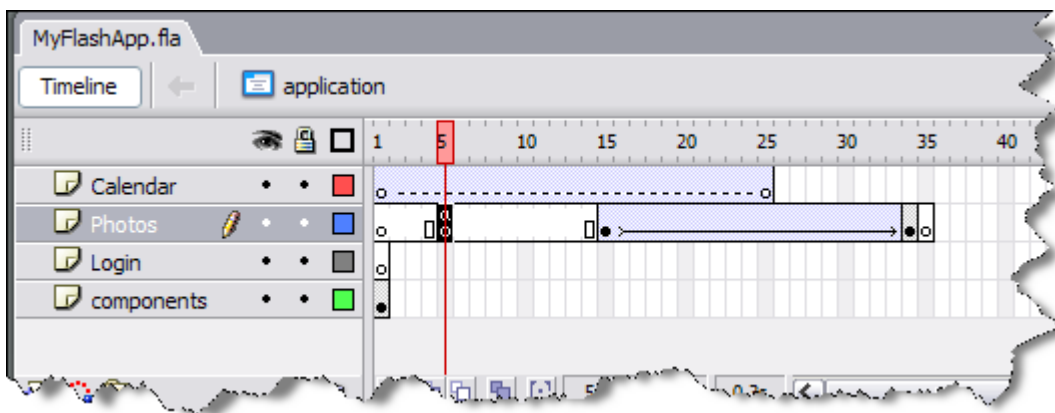 MyFlashApp.fla
Timeline
application
1 5 10 15 20 25 30 35 40
Calendar
Photos
Login
components